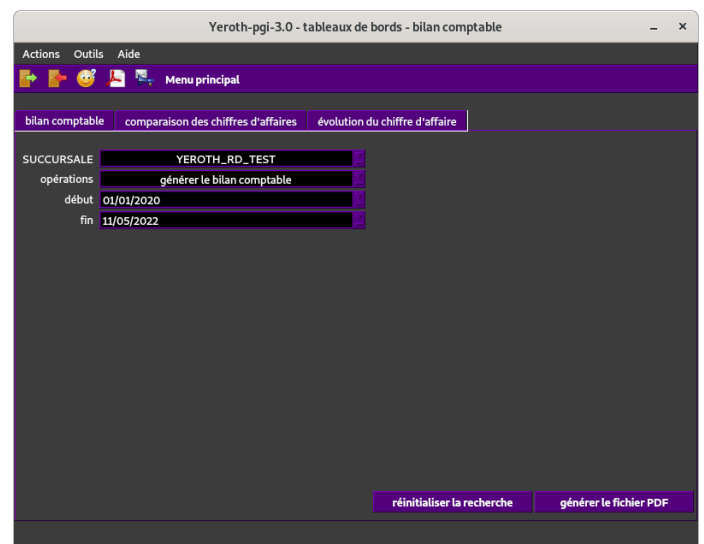 Yeroth-pgi-3.0 - tableaux de bords - bilan comptable
Actions Outils Aide
Menu principal
bilan comptable comparaison des chiffres d'affaires évolution du chiffre d'affaire
SUCCURSALE YEROTH_RD_TEST
opérations générer le bilan comptable
début 01/01/2020
fin 11/05/2022
réinitialiser la recherche générer le fichier PDF